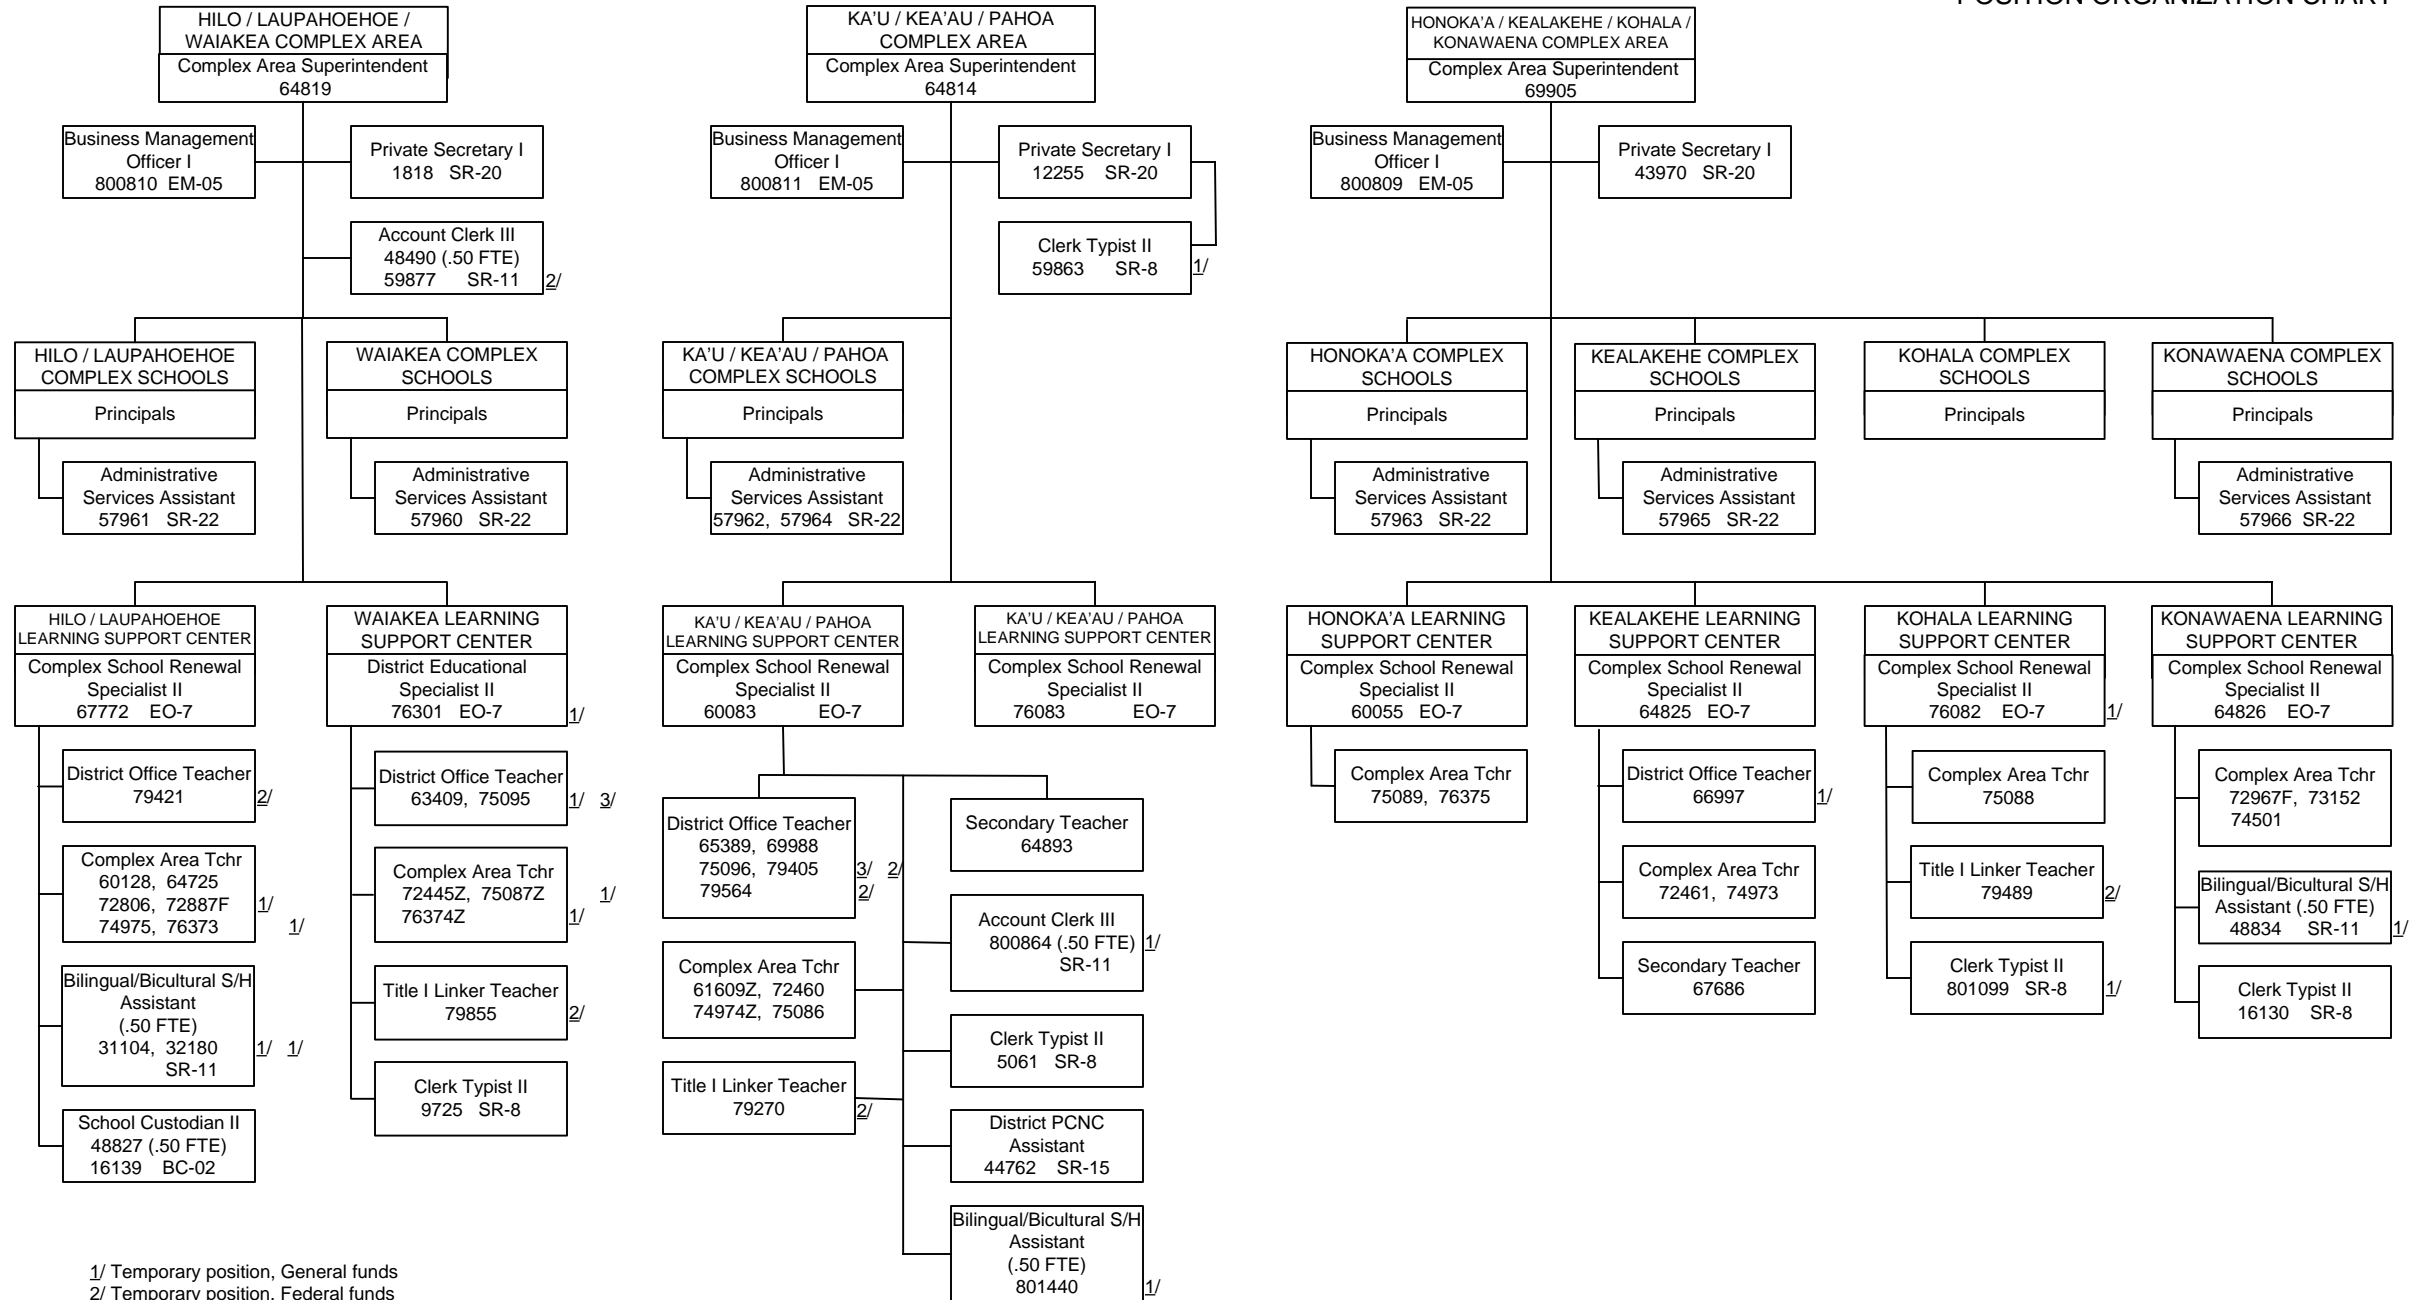 POSITION ORGANIZATION CHART
HILO / LAUPAHOEHOE /
WAIAKEA COMPLEX AREA
Complex Area Superintendent
64819
Business Management
Officer I
800810 EM-05
Private Secretary I
1818 SR-20
Account Clerk III
48490 (.50 FTE)
59877 SR-11 2/
HILO / LAUPAHOEHOE
COMPLEX SCHOOLS
Principals
Administrative
Services Assistant
57961 SR-22
WAIAKEA COMPLEX
SCHOOLS
Principals
Administrative
Services Assistant
57960 SR-22
HILO / LAUPAHOEHOE
LEARNING SUPPORT CENTER
Complex School Renewal
Specialist II
67772 EO-7
District Office Teacher
79421 2/
Complex Area Tchr
60128, 64725
72806, 72887F 1/
74975, 76373 1/
Bilingual/Bicultural S/H
Assistant
(.50 FTE)
31104, 32180 1/ 1/
SR-11
School Custodian II
48827 (.50 FTE)
16139 BC-02
WAIAKEA LEARNING
SUPPORT CENTER
District Educational
Specialist II
76301 EO-7 1/
District Office Teacher
63409, 75095 1/ 3/
Complex Area Tchr
72445Z, 75087Z 1/
76374Z 1/
Title I Linker Teacher
79855 2/
Clerk Typist II
9725 SR-8
KA'U / KEA'AU / PAHOA
COMPLEX AREA
Complex Area Superintendent
64814
Business Management
Officer I
800811 EM-05
Private Secretary I
12255 SR-20
Clerk Typist II
59863 SR-8 1/
KA'U / KEA'AU / PAHOA
COMPLEX SCHOOLS
Principals
Administrative
Services Assistant
57962, 57964 SR-22
KA'U / KEA'AU / PAHOA
LEARNING SUPPORT CENTER
Complex School Renewal
Specialist II
60083 EO-7
KA'U / KEA'AU / PAHOA
LEARNING SUPPORT CENTER
Complex School Renewal
Specialist II
76083 EO-7
District Office Teacher
65389, 69988
75096, 79405 3/ 2/
79564 2/
Complex Area Tchr
61609Z, 72460
74974Z, 75086
Title I Linker Teacher
79270 2/
Secondary Teacher
64893
Account Clerk III
800864 (.50 FTE) 1/
SR-11
Clerk Typist II
5061 SR-8
District PCNC
Assistant
44762 SR-15
Bilingual/Bicultural S/H
Assistant
(.50 FTE)
801440 1/
HONOKA'A / KEALAKEHE / KOHALA /
KONAWAENA COMPLEX AREA
Complex Area Superintendent
69905
Business Management
Officer I
800809 EM-05
Private Secretary I
43970 SR-20
HONOKA'A COMPLEX
SCHOOLS
Principals
Administrative
Services Assistant
57963 SR-22
KEALAKEHE COMPLEX
SCHOOLS
Principals
Administrative
Services Assistant
57965 SR-22
KOHALA COMPLEX
SCHOOLS
Principals
KONAWAENA COMPLEX
SCHOOLS
Principals
Administrative
Services Assistant
57966 SR-22
HONOKA'A LEARNING
SUPPORT CENTER
Complex School Renewal
Specialist II
60055 EO-7
Complex Area Tchr
75089, 76375
KEALAKEHE LEARNING
SUPPORT CENTER
Complex School Renewal
Specialist II
64825 EO-7
District Office Teacher
66997 1/
Complex Area Tchr
72461, 74973
Secondary Teacher
67686
KOHALA LEARNING
SUPPORT CENTER
Complex School Renewal
Specialist II
76082 EO-7 1/
Complex Area Tchr
75088
Title I Linker Teacher
79489 2/
Clerk Typist II
801099 SR-8 1/
KONAWAENA LEARNING
SUPPORT CENTER
Complex School Renewal
Specialist II
64826 EO-7
Complex Area Tchr
72967F, 73152
74501
Bilingual/Bicultural S/H
Assistant (.50 FTE)
48834 SR-11 1/
Clerk Typist II
16130 SR-8
1/ Temporary position, General funds
2/ Temporary position, Federal funds